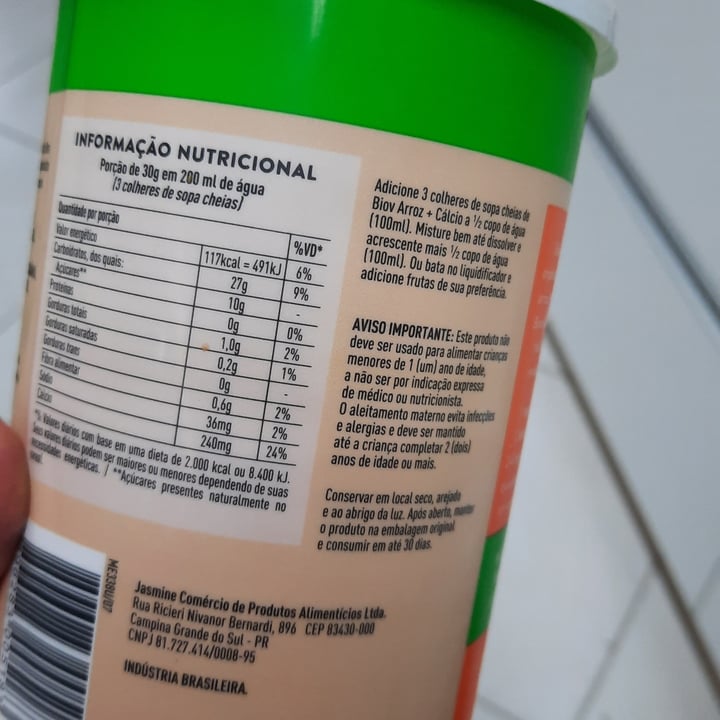 INFORMAÇÃO NUTRICIONAL
Porção de 30g em 200 ml de água
(3 colheres de sopa cheias)
Quantidade por porção %VD*
Valor energético 117kcal = 491kJ 6%
Carboidratos, dos quais: 27g 9%
Açúcares** 10g -
Proteínas 0g 0%
Gorduras totais 1,0g 2%
Gorduras saturadas 0,2g 1%
Gorduras trans 0g -
Fibra alimentar 0,6g 2%
Sódio 36mg 2%
Cálcio 240mg 24%
*% Valores diários com base em uma dieta de 2.000 kcal ou 8.400 kJ.
Seus valores diários podem ser maiores ou menores dependendo de suas
necessidades energéticas. / **Açúcares presentes naturalmente no
Adicione 3 colheres de sopa cheias de
Biov Arroz + Cálcio a ½ copo de água
(100ml). Misture bem até dissolver e
acrescente mais ½ copo de água
(100ml). Ou bata no liquidificador e
adicione frutas de sua preferência.
AVISO IMPORTANTE: Este produto não
deve ser usado para alimentar crianças
menores de 1 (um) ano de idade,
a não ser por indicação expressa
de médico ou nutricionista.
O aleitamento materno evita infecções
e alergias e deve ser mantido
até a criança completar 2 (dois)
anos de idade ou mais.
Conservar em local seco, arejado
e ao abrigo da luz. Após aberto, manter
o produto na embalagem original
e consumir em até 30 dias.
ME338U/07
Jasmine Comércio de Produtos Alimentícios Ltda.
Rua Ricieri Nivanor Bernardi, 896 CEP 83430-000
Campina Grande do Sul - PR
CNPJ 81.727.414/0008-95
INDÚSTRIA BRASILEIRA.